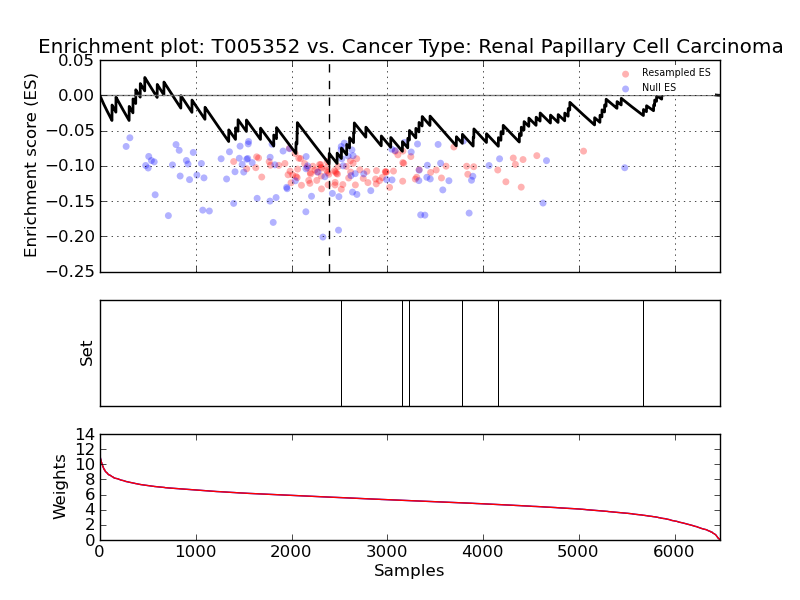 Enrichment plot: T005352 vs. Cancer Type: Renal Papillary Cell Carcinoma
Enrichment score (ES)
0.05
0.00
−0.05
−0.10
−0.15
−0.20
−0.25
Resampled ES
Null ES
Set
Weights
14
12
10
8
6
4
2
0
0 1000 2000 3000 4000 5000 6000
Samples